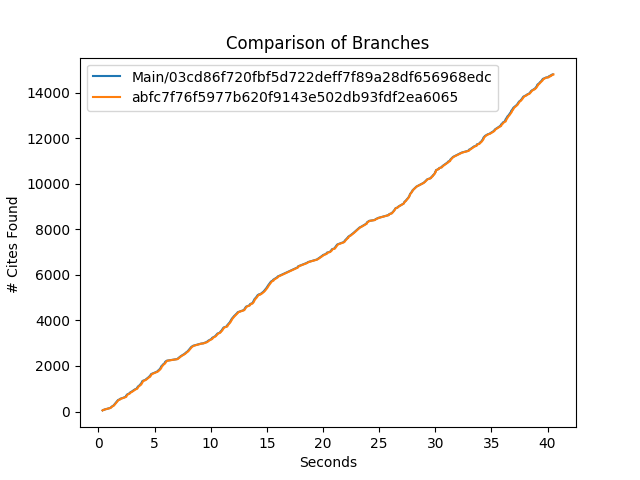 Comparison of Branches
Main/03cd86f720fbf5d722deff7f89a28df656968edc
abfc7f76f5977b620f9143e502db93fdf2ea6065
# Cites Found
14000
12000
10000
8000
6000
4000
2000
0
0 5 10 15 20 25 30 35 40
Seconds